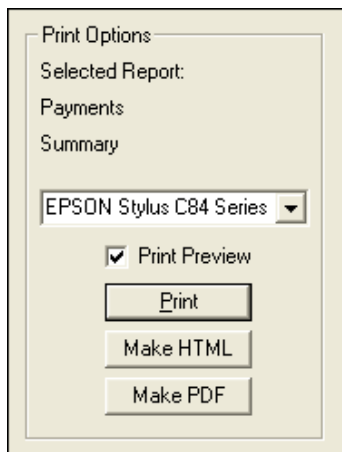 Print Options
Selected Report:
Payments
Summary
EPSON Stylus C84 Series
Print Preview
Print
Make HTML
Make PDF